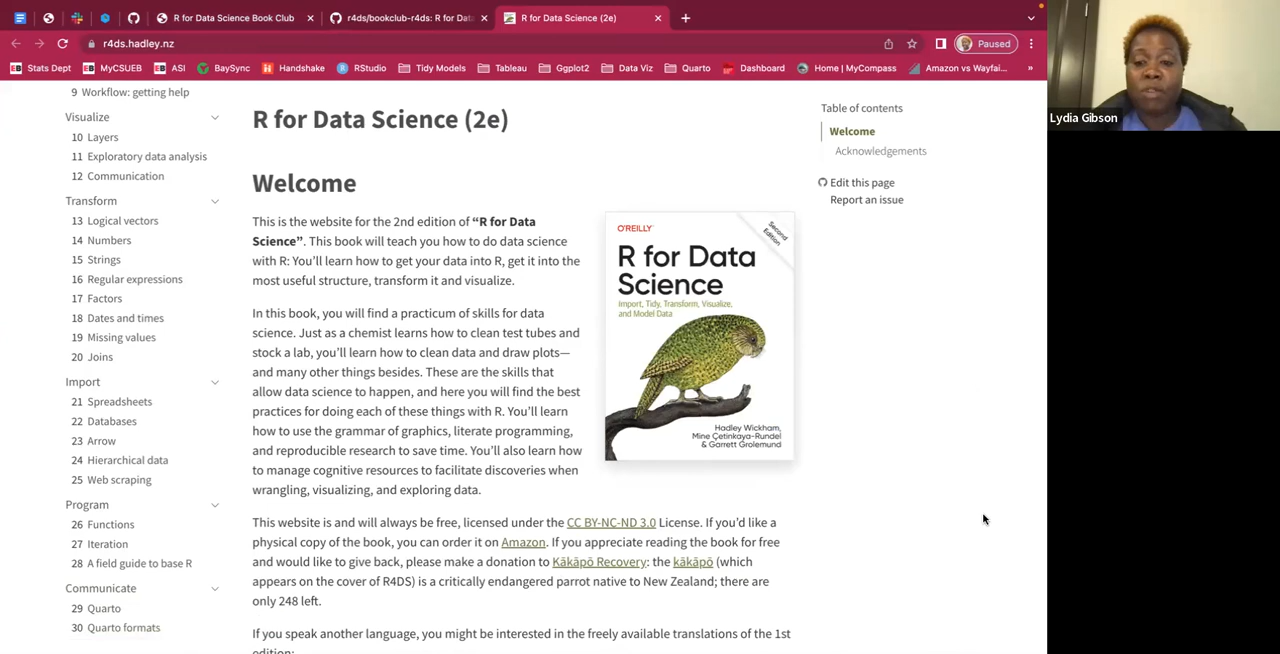 R for Data Science Book Club
r4ds/bookclub-r4ds: R for Dat
R for Data Science (2e)
r4ds.hadley.nz
Paused
Stats Dept
MyCSUEB
ASI
BaySync
Handshake
RStudio
Tidy Models
Tableau
Ggplot2
Data Viz
Quarto
Dashboard
Home | MyCompass
Amazon vs Wayfai...
»
Lydia Gibson
9 Workflow: getting help
Visualize
10 Layers
11 Exploratory data analysis
12 Communication
Transform
13 Logical vectors
14 Numbers
15 Strings
16 Regular expressions
17 Factors
18 Dates and times
19 Missing values
20 Joins
Import
21 Spreadsheets
22 Databases
23 Arrow
24 Hierarchical data
25 Web scraping
Program
26 Functions
27 Iteration
28 A field guide to base R
Communicate
29 Quarto
30 Quarto formats
R for Data Science (2e)
Welcome
This is the website for the 2nd edition of “R for Data
Science”. This book will teach you how to do data science
with R: You’ll learn how to get your data into R, get it into the
most useful structure, transform it and visualize.
In this book, you will find a practicum of skills for data
science. Just as a chemist learns how to clean test tubes and
stock a lab, you’ll learn how to clean data and draw plots—
and many other things besides. These are the skills that
allow data science to happen, and here you will find the best
practices for doing each of these things with R. You’ll learn
how to use the grammar of graphics, literate programming,
and reproducible research to save time. You’ll also learn how
to manage cognitive resources to facilitate discoveries when
wrangling, visualizing, and exploring data.
O'REILLY
Second
Edition
R for Data
Science
Import, Tidy, Transform, Visualize,
and Model Data
Hadley Wickham,
Mine Çetinkaya-Rundel
& Garrett Grolemund
This website is and will always be free, licensed under the CC BY-NC-ND 3.0 License. If you’d like a
physical copy of the book, you can order it on Amazon. If you appreciate reading the book for free
and would like to give back, please make a donation to Kākāpō Recovery: the kākāpō (which
appears on the cover of R4DS) is a critically endangered parrot native to New Zealand; there are
only 248 left.
If you speak another language, you might be interested in the freely available translations of the 1st
edition:
Table of contents
Welcome
Acknowledgements
Edit this page
Report an issue